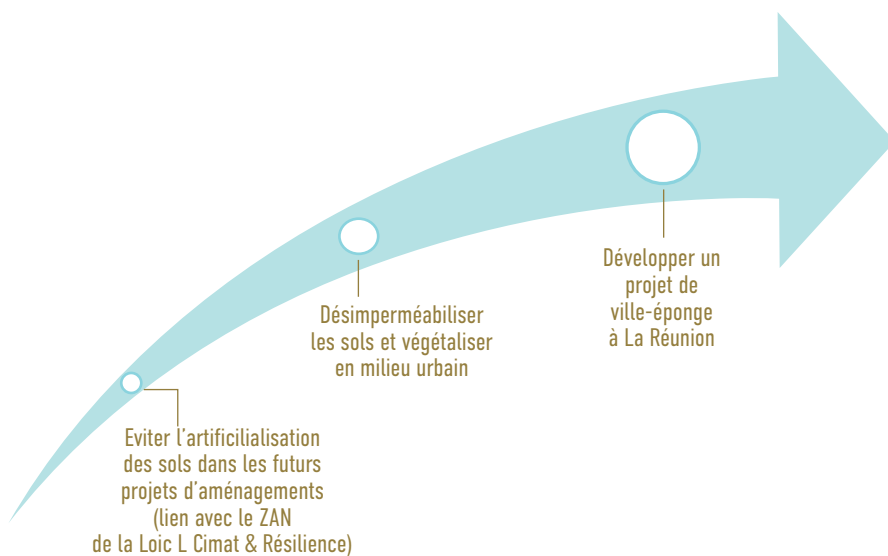 Eviter l'artificilialisation
des sols dans les futurs
projets d'aménagements
(lien avec le ZAN
de la Loic L Cimat & Résilience)
Désimperméabiliser
les sols et végétaliser
en milieu urbain
Développer un
projet de
ville-éponge
à La Réunion